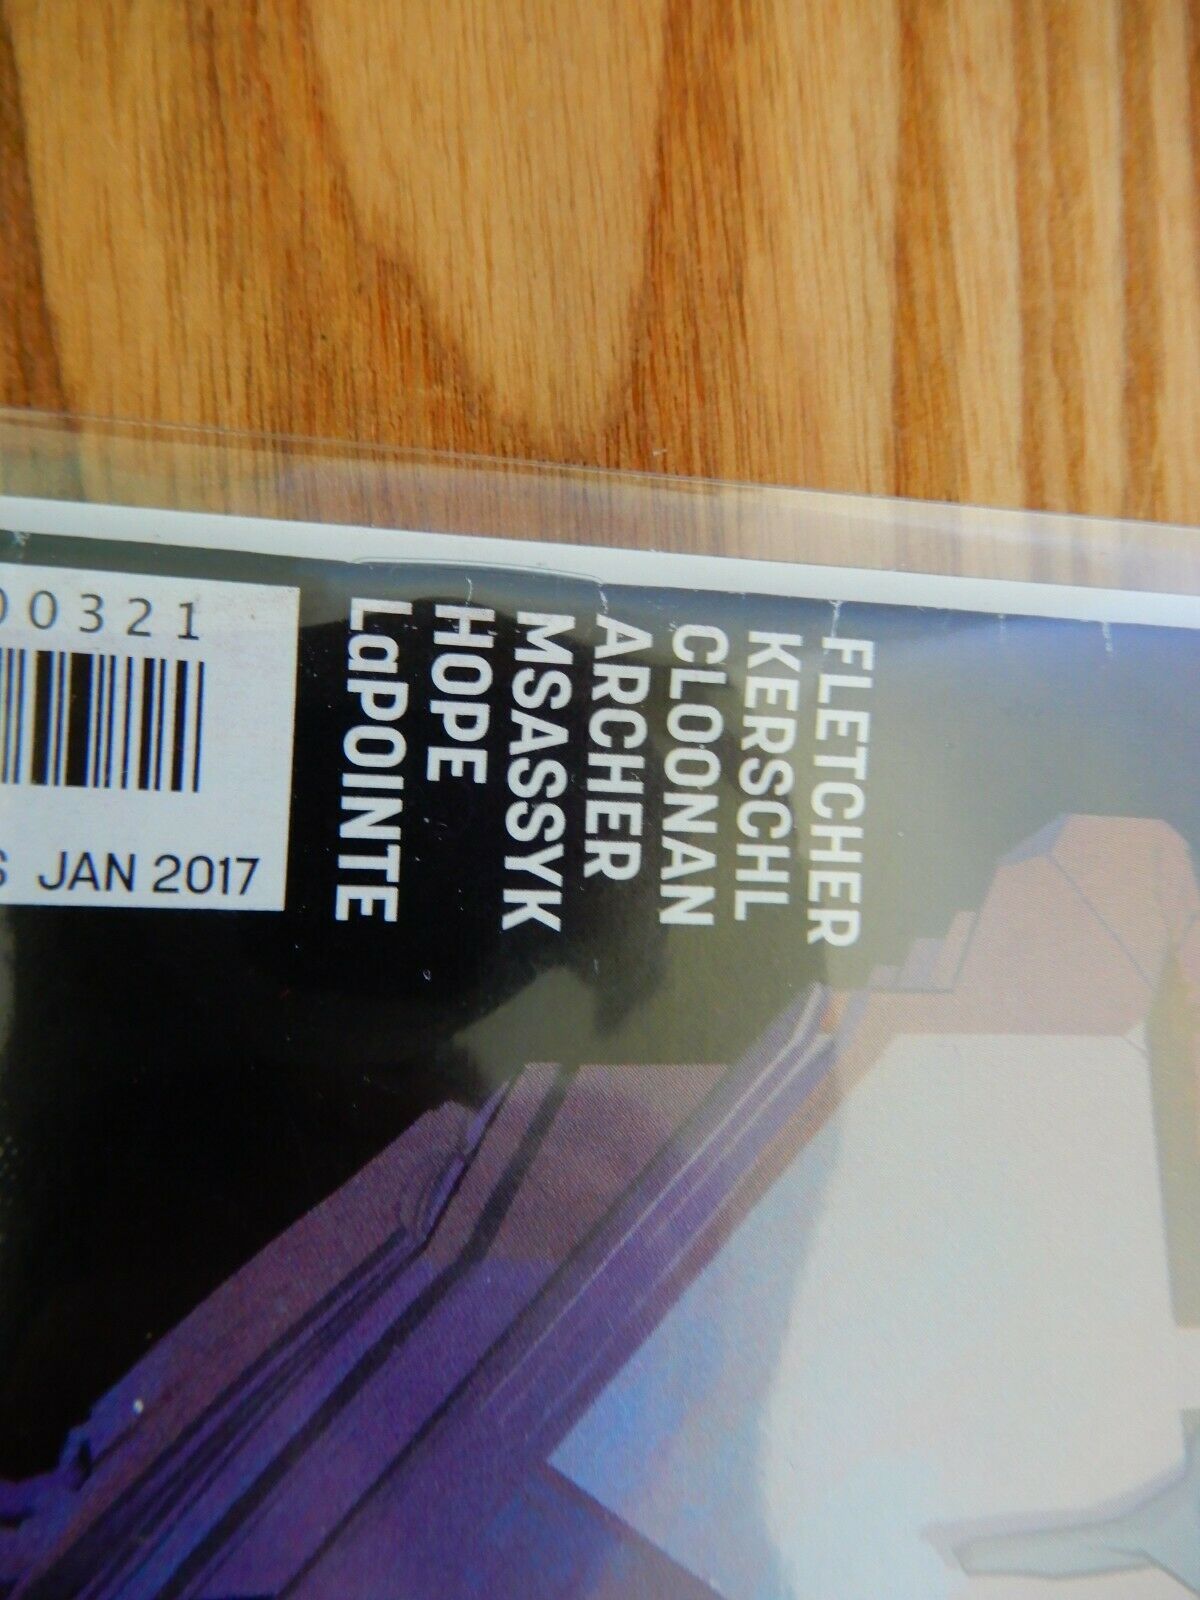 FLETCHER
KERSCHL
CLOONAN
ARCHER
MSASSYK
HOPE
LaPOINTE
00321
S JAN 2017